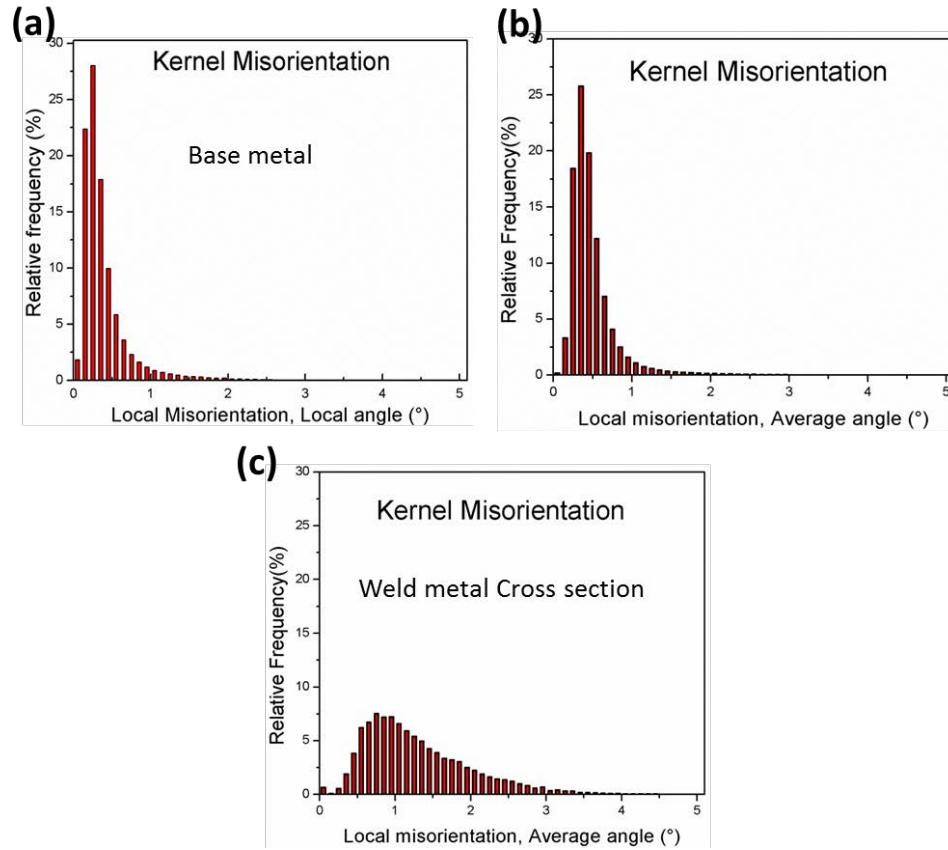 (a)
Kernel Misorientation
Base metal
Relative frequency (%)
30
25
20
15
10
5
0
0 1 2 3 4 5
Local Misorientation, Local angle (°)
(b)
Kernel Misorientation
Relative Frequency(%)
30
25
20
15
10
5
0
0 1 2 3 4 5
Local misorientation, Average angle (°)
(c)
Kernel Misorientation
Weld metal Cross section
Relative Frequency(%)
30
25
20
15
10
5
0
0 1 2 3 4 5
Local misorientation, Average angle (°)